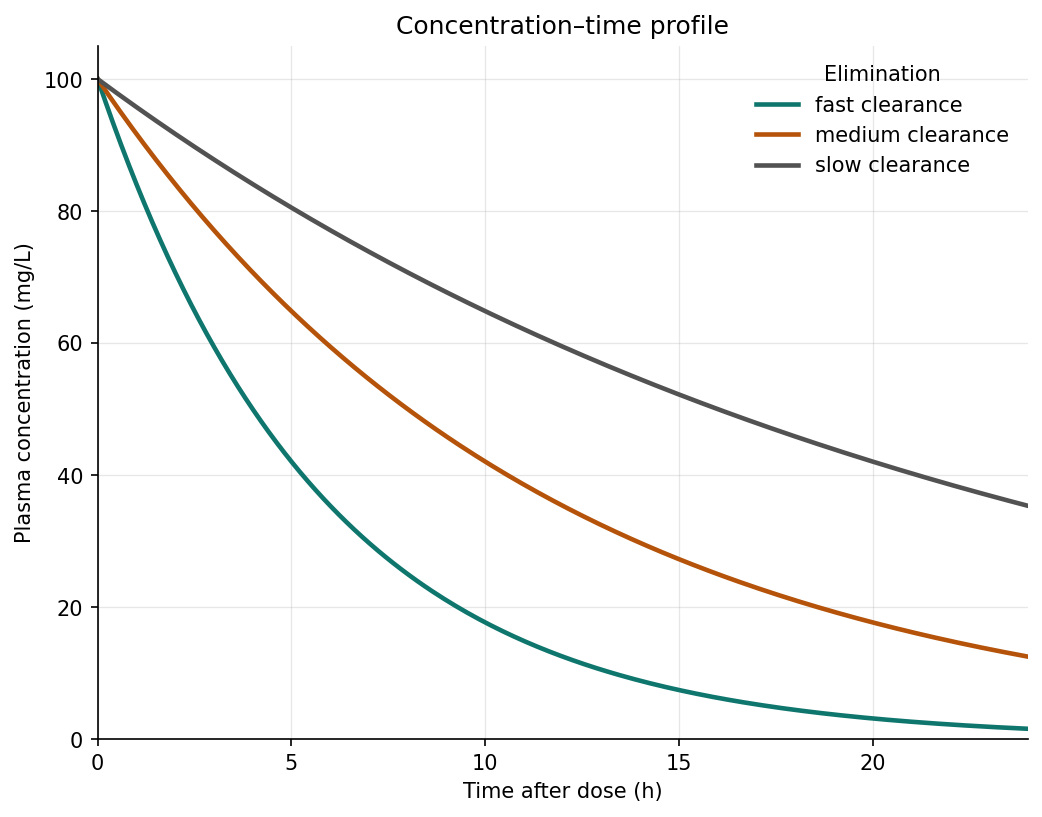 Concentration–time profile
Elimination
fast clearance
medium clearance
slow clearance
Plasma concentration (mg/L)
100
80
60
40
20
0
0 5 10 15 20
Time after dose (h)